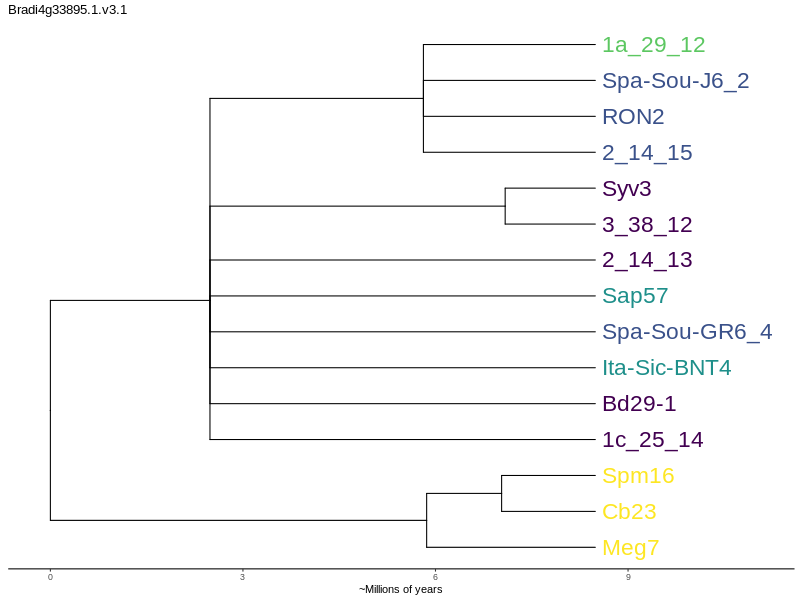 Bradi4g33895.1.v3.1
1a_29_12
Spa-Sou-J6_2
RON2
2_14_15
Syv3
3_38_12
2_14_13
Sap57
Spa-Sou-GR6_4
Ita-Sic-BNT4
Bd29-1
1c_25_14
Spm16
Cb23
Meg7
0 3 6 9
~Millions of years